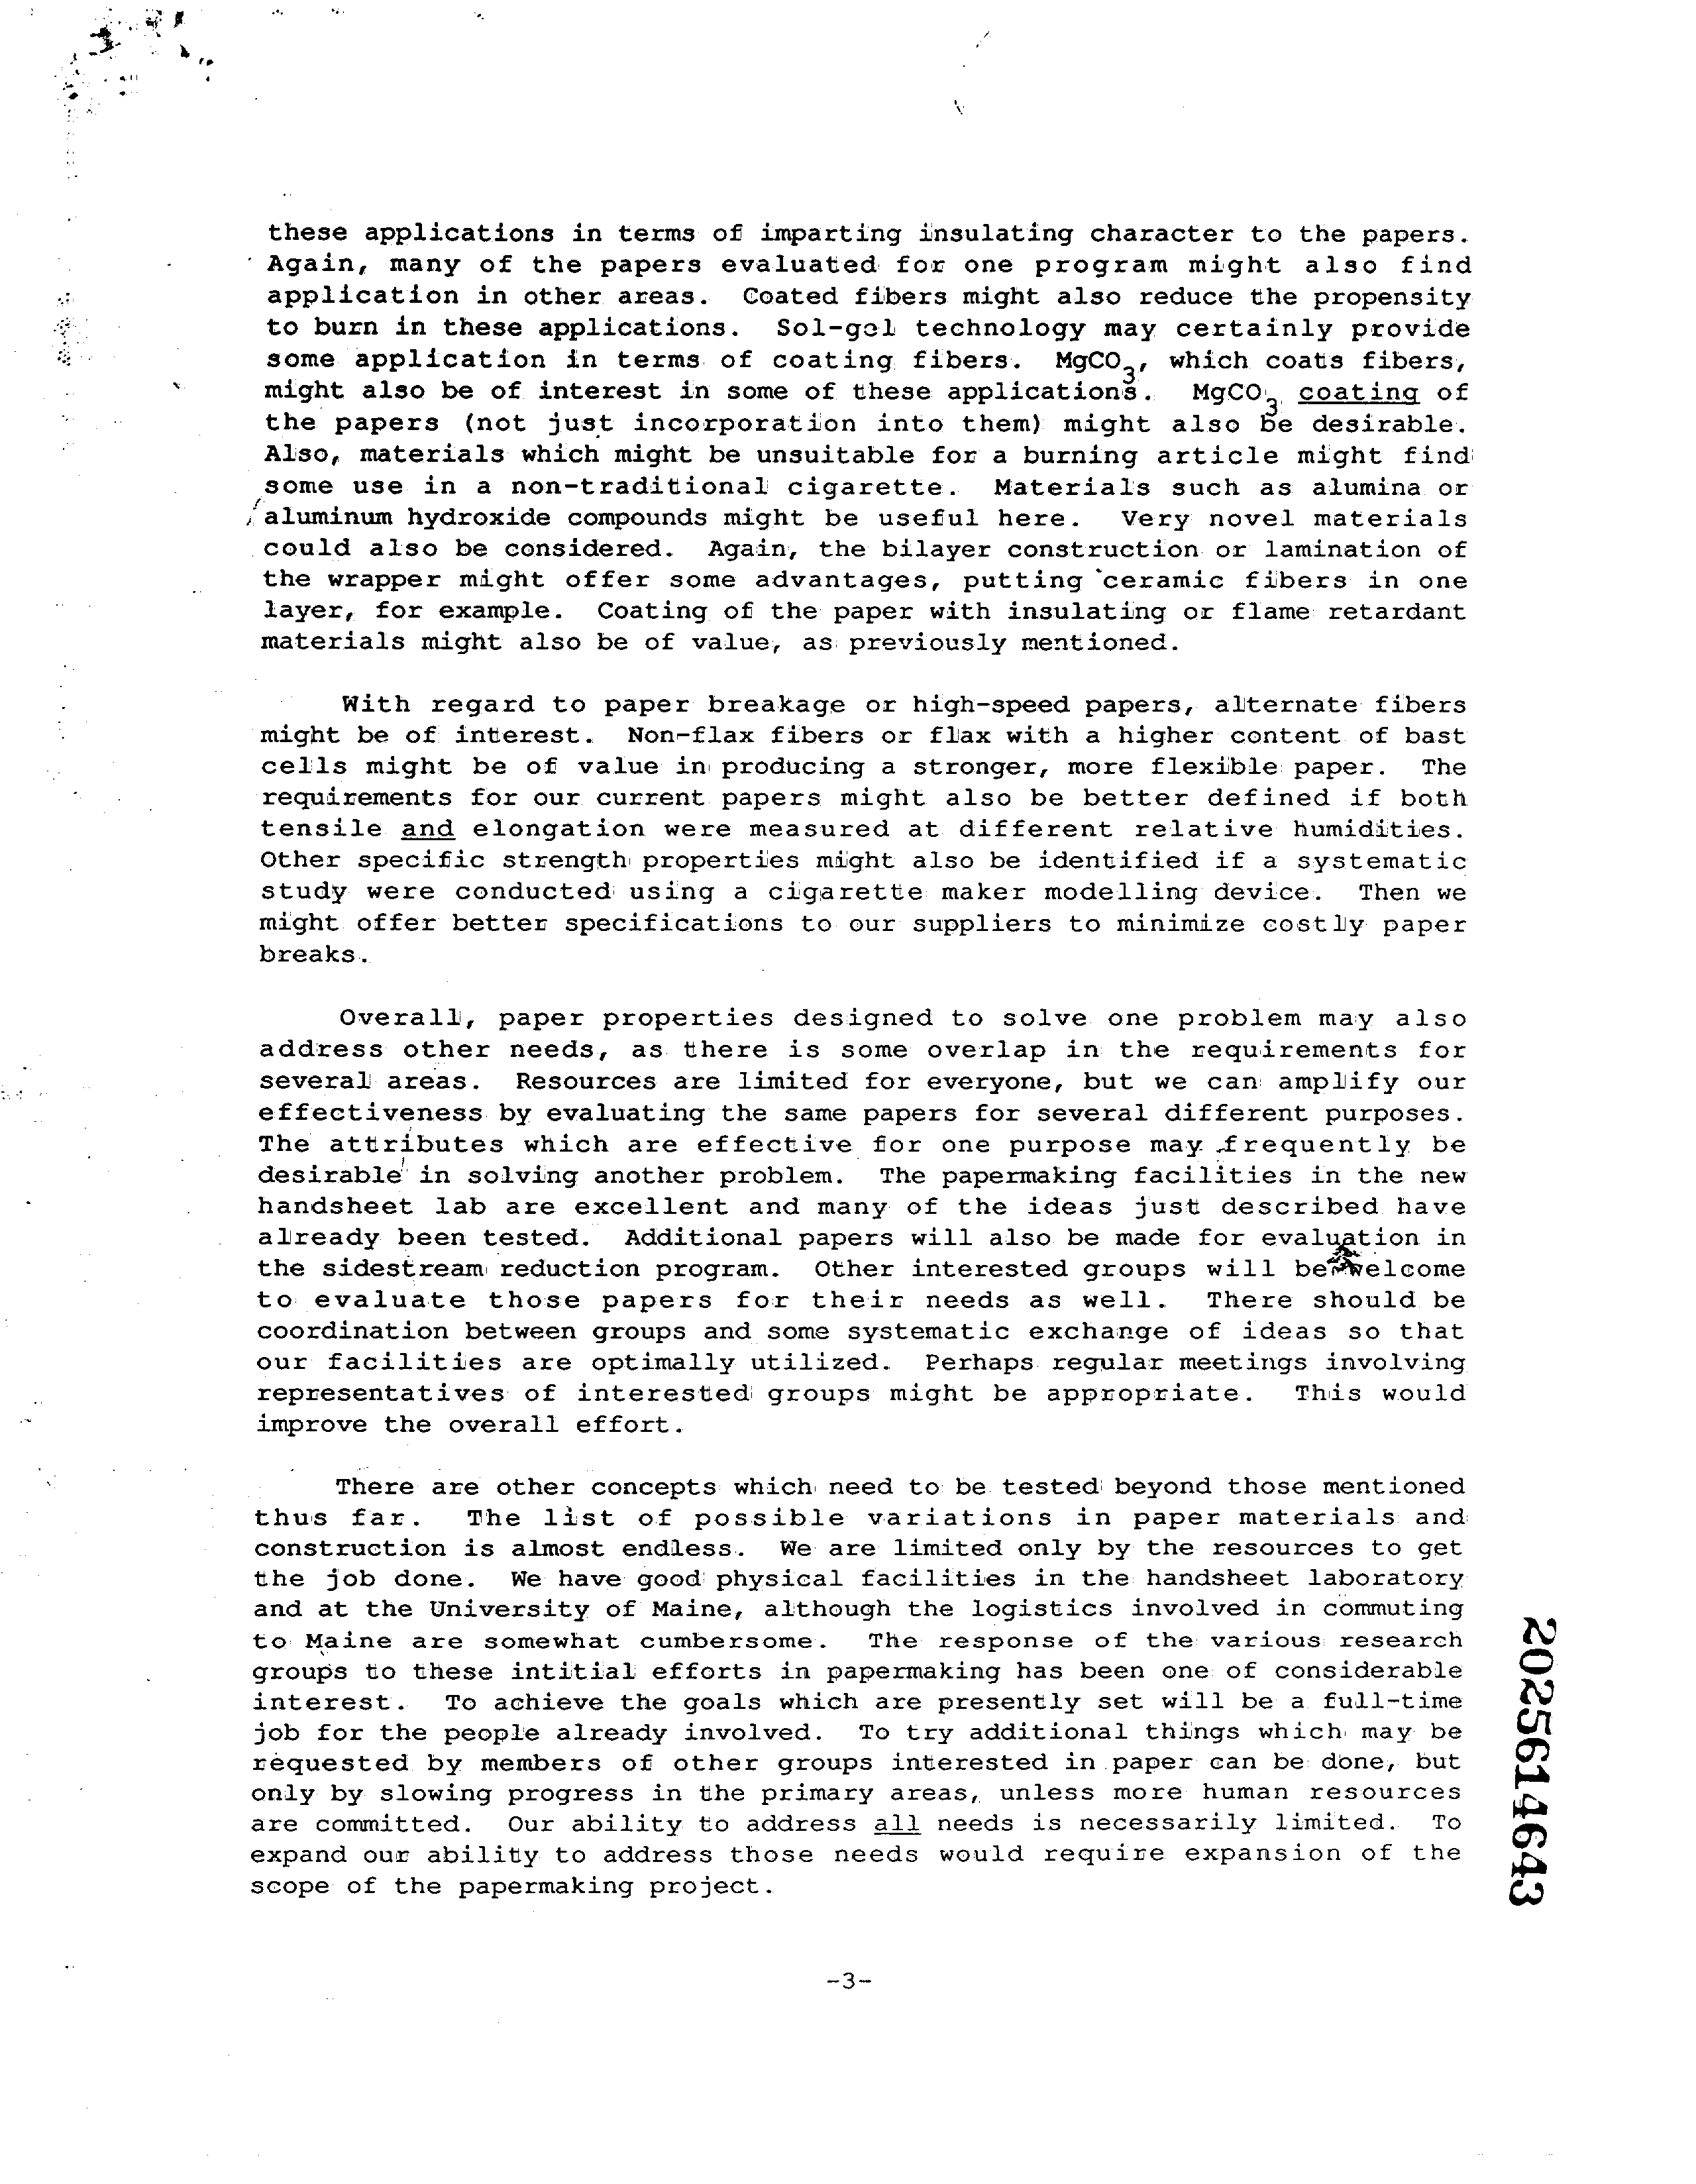 these applications in terms of imparting insulating character to the papers.
Again, many of the papers evaluated for one program might also find
application in other areas. Coated fibers might also reduce the propensity
to burn in these applications. Sol-gel technology may certainly provide
some application in terms of coating fibers. MgCO3, which coats fibers,
might also be of interest in some of these applications. MgCO3 coating of
the papers (not just incorporation into them) might also be desirable.
Also, materials which might be unsuitable for a burning article might find
some use in a non-traditional cigarette. Materials such as alumina or
aluminum hydroxide compounds might be useful here. Very novel materials
could also be considered. Again, the bilayer construction or lamination of
the wrapper might offer some advantages, putting ceramic fibers in one
layer, for example. Coating of the paper with insulating or flame retardant
materials might also be of value, as previously mentioned.
With regard to paper breakage or high-speed papers, alternate fibers
might be of interest. Non-flax fibers or flax with a higher content of bast
cells might be of value in producing a stronger, more flexible paper. The
requirements for our current papers might also be better defined if both
tensile and elongation were measured at different relative humidities.
Other specific strength properties might also be identified if a systematic
study were conducted using a cigarette maker modelling device. Then we
might offer better specifications to our suppliers to minimize costly paper
breaks.
Overall, paper properties designed to solve one problem may also
address other needs, as there is some overlap in the requirements for
several areas. Resources are limited for everyone, but we can amplify our
effectiveness by evaluating the same papers for several different purposes.
The attributes which are effective for one purpose may frequently be
desirable in solving another problem. The papermaking facilities in the new
handsheet lab are excellent and many of the ideas just described have
already been tested. Additional papers will also be made for evaluation in
the sidestream reduction program. Other interested groups will be welcome
to evaluate those papers for their needs as well. There should be
coordination between groups and some systematic exchange of ideas so that
our facilities are optimally utilized. Perhaps regular meetings involving
representatives of interested groups might be appropriate. This would
improve the overall effort.
There are other concepts which need to be tested beyond those mentioned
thus far. The list of possible variations in paper materials and
construction is almost endless. We are limited only by the resources to get
the job done. We have good physical facilities in the handsheet laboratory
and at the University of Maine, although the logistics involved in commuting
to Maine are somewhat cumbersome. The response of the various research
groups to these intitial efforts in papermaking has been one of considerable
interest. To achieve the goals which are presently set will be a full-time
job for the people already involved. To try additional things which may be
requested by members of other groups interested in paper can be done, but
only by slowing progress in the primary areas, unless more human resources
are committed. Our ability to address all needs is necessarily limited. To
expand our ability to address those needs would require expansion of the
scope of the papermaking project.
-3-
2025614643